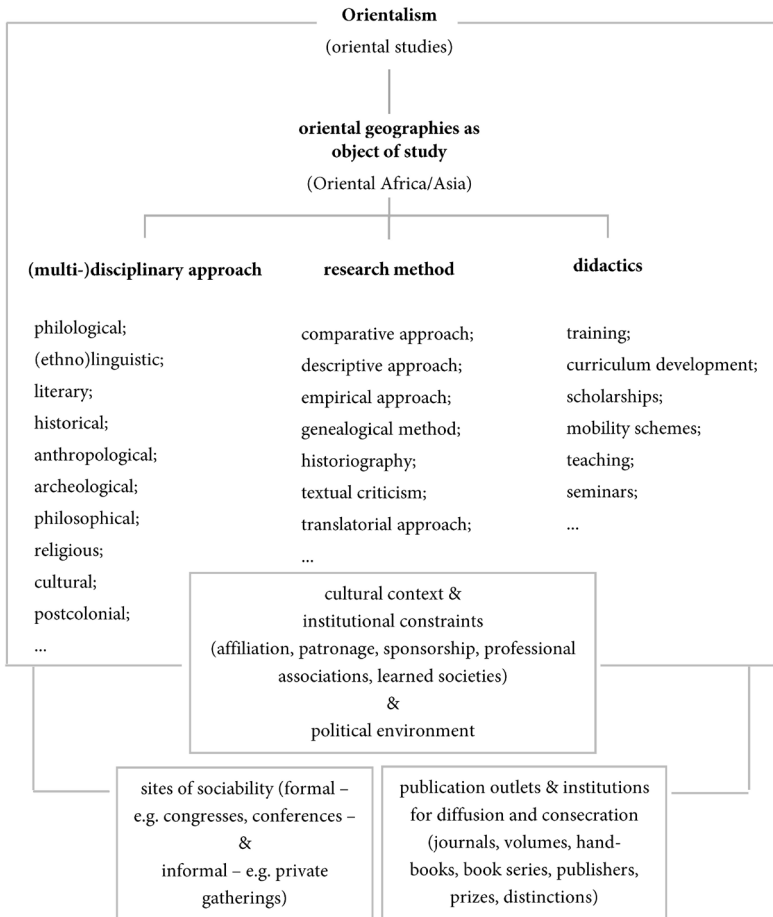 Orientalism
(oriental studies)
oriental geographies as
object of study
(Oriental Africa/Asia)
(multi-)disciplinary approach
philological;
(ethno)linguistic;
literary;
historical;
anthropological;
archeological;
philosophical;
religious;
cultural;
postcolonial;
...
research method
comparative approach;
descriptive approach;
empirical approach;
genealogical method;
historiography;
textual criticism;
translatorial approach;
...
didactics
training;
curriculum development;
scholarships;
mobility schemes;
teaching;
seminars;
...
cultural context &
institutional constraints
(affiliation, patronage, sponsorship, professional
associations, learned societies)
&
political environment
sites of sociability (formal –
e.g. congresses, conferences –
&
informal – e.g. private
gatherings)
publication outlets & institutions
for diffusion and consecration
(journals, volumes, hand-
books, book series, publishers,
prizes, distinctions)